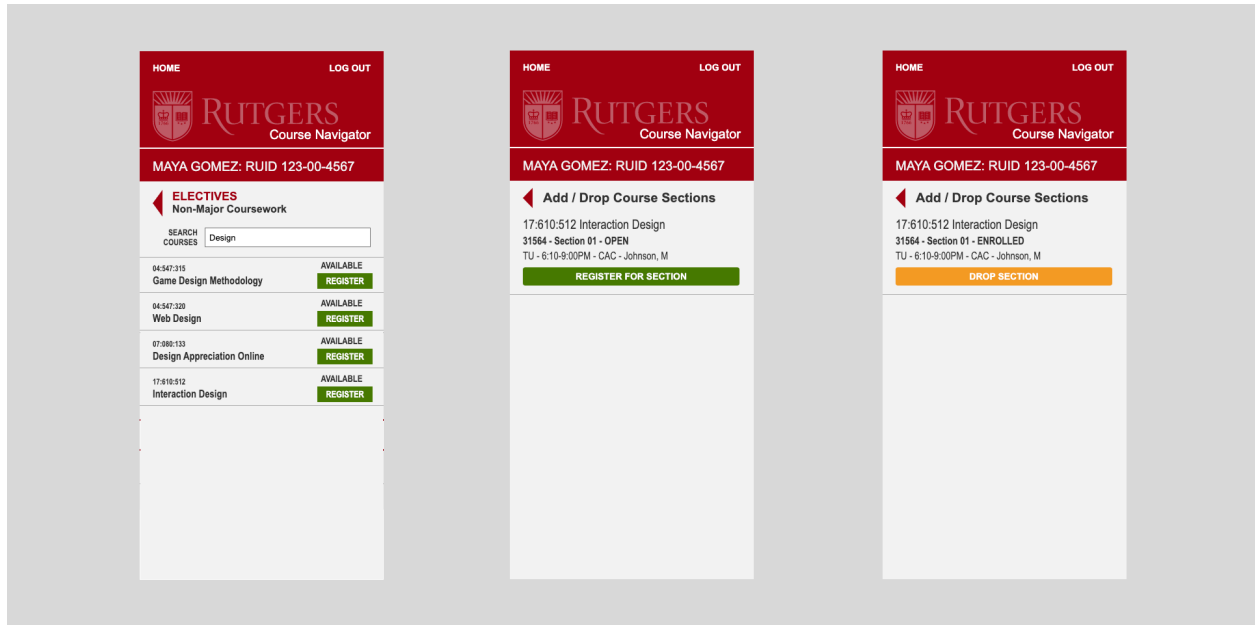 HOME LOG OUT
RUTGERS
Course Navigator
MAYA GOMEZ: RUID 123-00-4567
ELECTIVES
Non-Major Coursework
SEARCH
COURSES Design
04:547:315 AVAILABLE
Game Design Methodology REGISTER
04:547:320 AVAILABLE
Web Design REGISTER
07:080:133 AVAILABLE
Design Appreciation Online REGISTER
17:610:512 AVAILABLE
Interaction Design REGISTER
HOME LOG OUT
RUTGERS
Course Navigator
MAYA GOMEZ: RUID 123-00-4567
Add / Drop Course Sections
17:610:512 Interaction Design
31564 - Section 01 - OPEN
TU - 6:10-9:00PM - CAC - Johnson, M
REGISTER FOR SECTION
HOME LOG OUT
RUTGERS
Course Navigator
MAYA GOMEZ: RUID 123-00-4567
Add / Drop Course Sections
17:610:512 Interaction Design
31564 - Section 01 - ENROLLED
TU - 6:10-9:00PM - CAC - Johnson, M
DROP SECTION